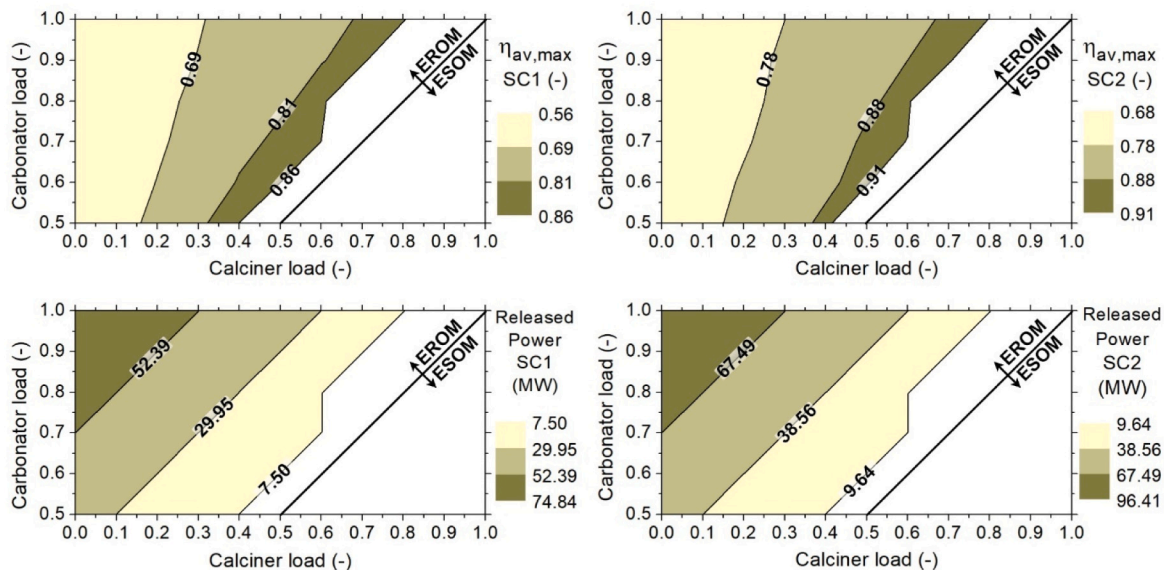 1.0
0.9
0.8
0.7
0.6
0.5
Carbonator load (-)
0.69
0.81
0.86
EROM
ESOM
0.0 0.1 0.2 0.3 0.4 0.5 0.6 0.7 0.8 0.9 1.0
Calciner load (-)
ηav,max
SC1 (-)
0.56
0.69
0.81
0.86
1.0
0.9
0.8
0.7
0.6
0.5
Carbonator load (-)
0.78
0.88
0.91
EROM
ESOM
0.0 0.1 0.2 0.3 0.4 0.5 0.6 0.7 0.8 0.9 1.0
Calciner load (-)
ηav,max
SC2 (-)
0.68
0.78
0.88
0.91
1.0
0.9
0.8
0.7
0.6
0.5
Carbonator load (-)
52.39
29.95
7.50
EROM
ESOM
0.0 0.1 0.2 0.3 0.4 0.5 0.6 0.7 0.8 0.9 1.0
Calciner load (-)
Released
Power
SC1
(MW)
7.50
29.95
52.39
74.84
1.0
0.9
0.8
0.7
0.6
0.5
Carbonator load (-)
67.49
38.56
9.64
EROM
ESOM
0.0 0.1 0.2 0.3 0.4 0.5 0.6 0.7 0.8 0.9 1.0
Calciner load (-)
Released
Power
SC2
(MW)
9.64
38.56
67.49
96.41